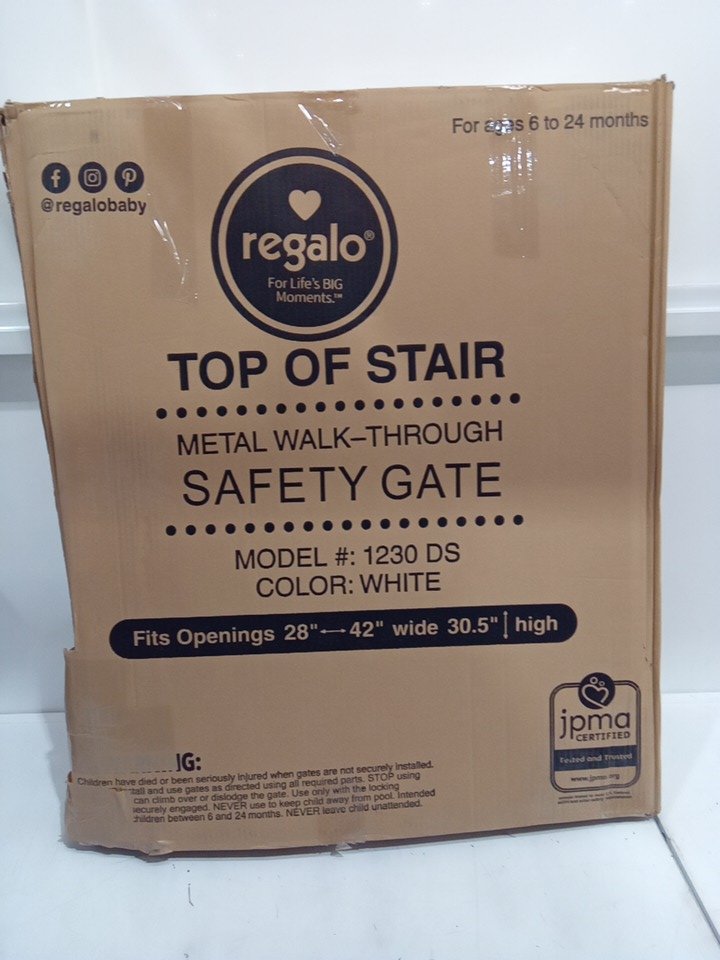 For ages 6 to 24 months
@regalobaby
regalo®
For Life's BIG
Moments.™
TOP OF STAIR
METAL WALK–THROUGH
SAFETY GATE
MODEL #: 1230 DS
COLOR: WHITE
Fits Openings 28"↔42" wide 30.5"↕ high
jpma
CERTIFIED
Tested and Trusted
www.jpma.org
IG:
Children have died or been seriously injured when gates are not securely installed.
and use gates as directed using all required parts. STOP using
can climb over or dislodge the gate. Use only with the locking
securely engaged. NEVER use to keep child away from pool. Intended
children between 6 and 24 months. NEVER leave child unattended.